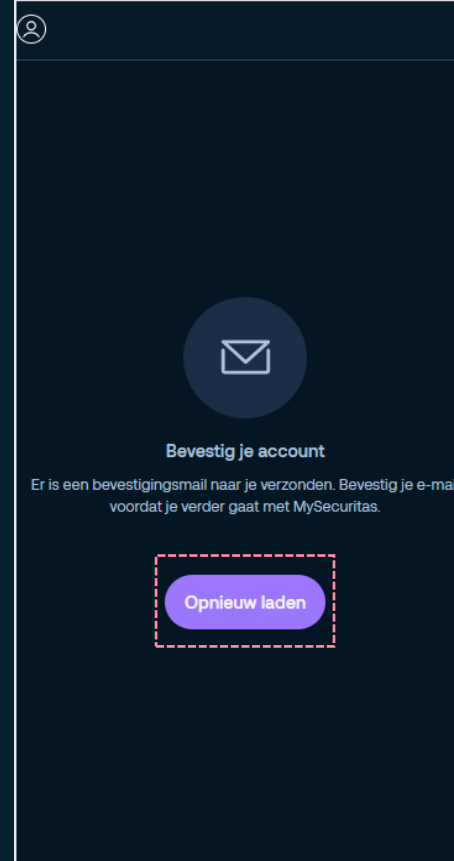 Bevestig je account
Er is een bevestigingsmail naar je verzonden. Bevestig je e-mai
voordat je verder gaat met MySecuritas.
Opnieuw laden